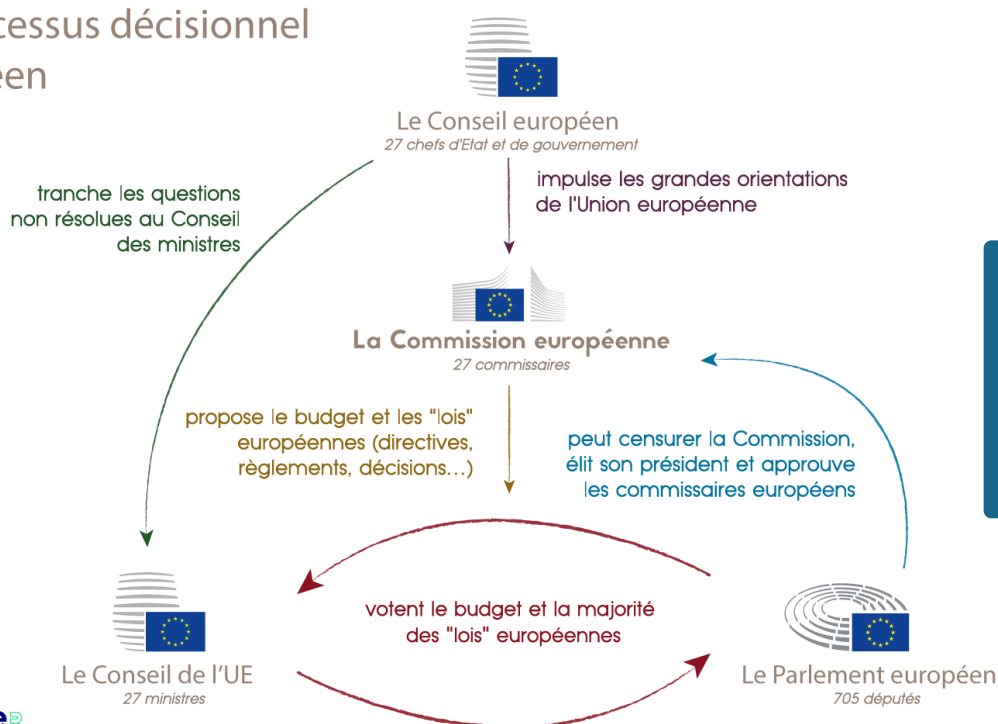 cessus décisionnel
éen
Le Conseil européen
27 chefs d'Etat et de gouvernement
tranche les questions
non résolues au Conseil
des ministres
impulse les grandes orientations
de l'Union européenne
La Commission européenne
27 commissaires
propose le budget et les "lois"
européennes (directives,
règlements, décisions...)
peut censurer la Commission,
élit son président et approuve
les commissaires européens
votent le budget et la majorité
des "lois" européennes
Le Conseil de l'UE
27 ministres
Le Parlement européen
705 députés